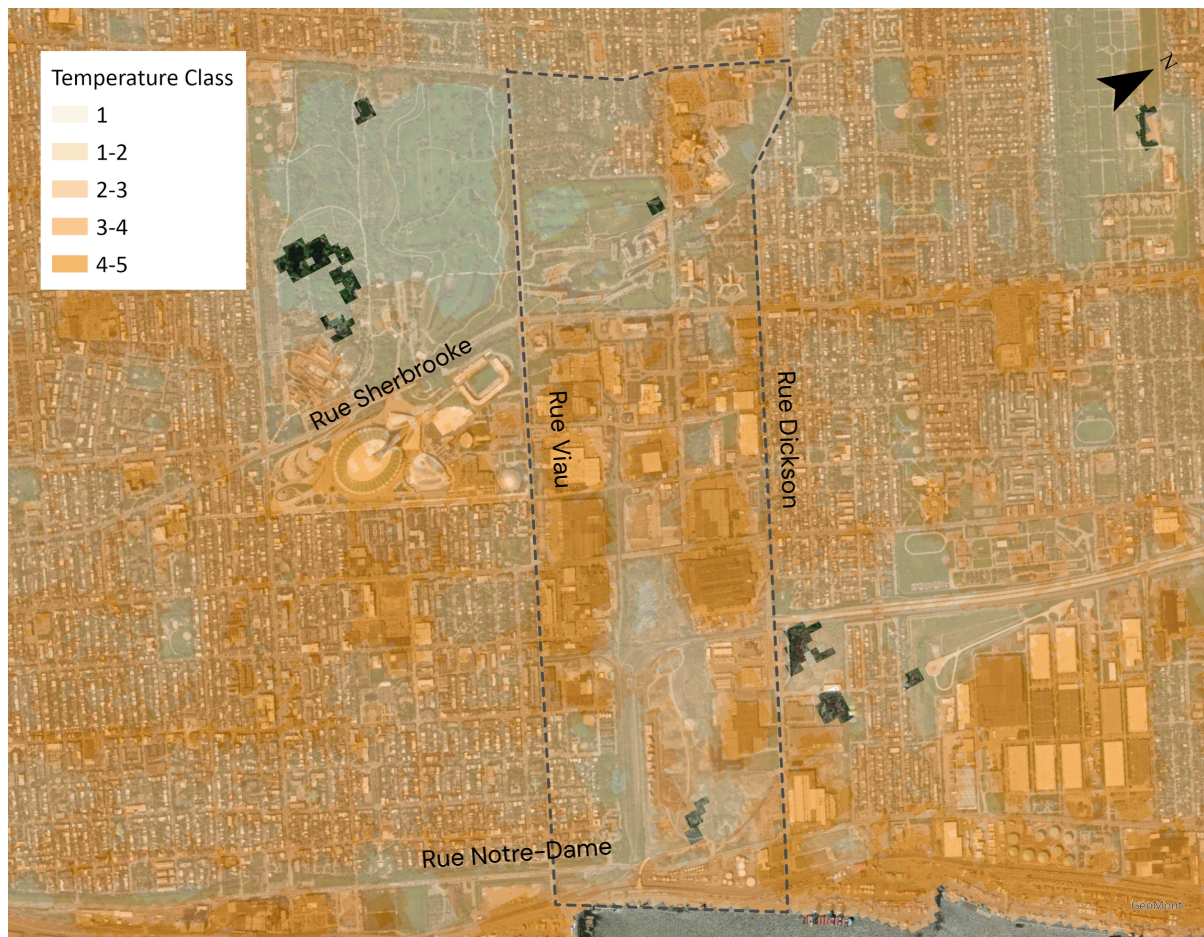 Temperature Class
1
1-2
2-3
3-4
4-5
N
Rue Sherbrooke
Rue Viau
Rue Dickson
Rue Notre-Dame
GeoMont